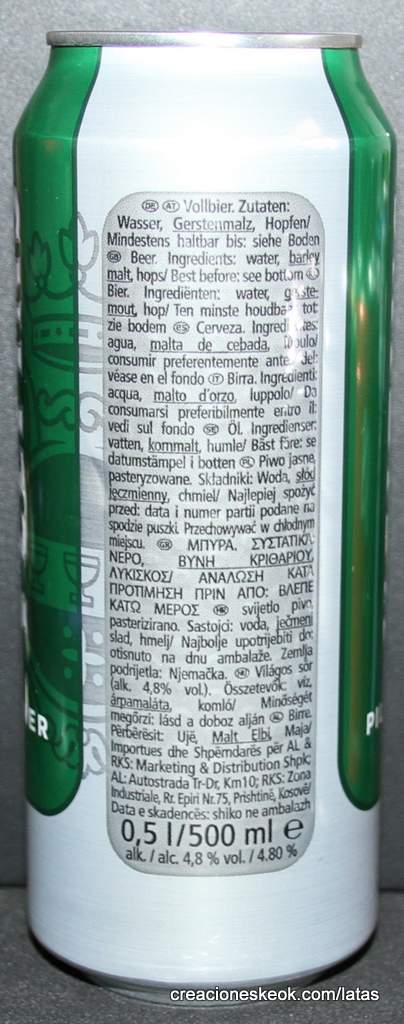 DE AT Vollbier. Zutaten:
Wasser, Gerstenmalz, Hopfen/
Mindestens haltbar bis: siehe Boden
GB Beer. Ingredients: water, barley
malt, hops/ Best before: see bottom
Bier. Ingrediënten: water, gerste-
mout, hop/ Ten minste houdbaar tot:
zie bodem ES Cerveza. Ingredientes:
agua, malta de cebada, lúpulo/
consumir preferentemente antes del:
véase en el fondo IT Birra. Ingredienti:
acqua, malto d'orzo, luppolo/ Da
consumarsi preferibilmente entro il:
vedi sul fondo SE Öl. Ingredienser:
vatten, kornmalt, humle/ Bäst före: se
datumstämpel i botten PL Piwo jasne,
pasteryzowane. Składniki: Woda, słód
jęczmienny, chmiel/ Najlepiej spożyć
przed: data i numer partii podane na
spodzie puszki. Przechowywać w chłodnym
miejscu. GR ΜΠΥΡΑ. ΣΥΣΤΑΤΙΚΑ:
ΝΕΡΟ, ΒΥΝΗ ΚΡΙΘΑΡΙΟΥ,
ΛΥΚΙΣΚΟΣ/ ΑΝΑΛΩΣΗ ΚΑΤΑ
ΠΡΟΤΙΜΗΣΗ ΠΡΙΝ ΑΠΟ: ΒΛΕΠΕ
ΚΑΤΩ ΜΕΡΟΣ HR svijetlo pivo,
pasterizirano. Sastojci: voda, ječmeni
slad, hmelj/ Najbolje upotrijebiti do:
otisnuto na dnu ambalaže. Zemlja
podrijetla: Njemačka. HU Világos sör
(alk. 4,8% vol.). Összetevők: víz,
árpamaláta, komló/ Minőségét
megőrzi: lásd a doboz alján Birre.
Përbërësit: Ujë, Malt Elbi, Maja/
Importues dhe Shpërndarës për AL &
RKS: Marketing & Distribution Shpk;
AL: Autostrada Tr-Dr, Km10; RKS: Zona
Industriale, Rr. Epiri Nr.75, Prishtinë, Kosovë/
Data e skadencës: shiko ne ambalazh
0,5 l/500 ml e
alk. / alc. 4,8 % vol. / 4.80 %
ER
creacioneskeok.com/latas